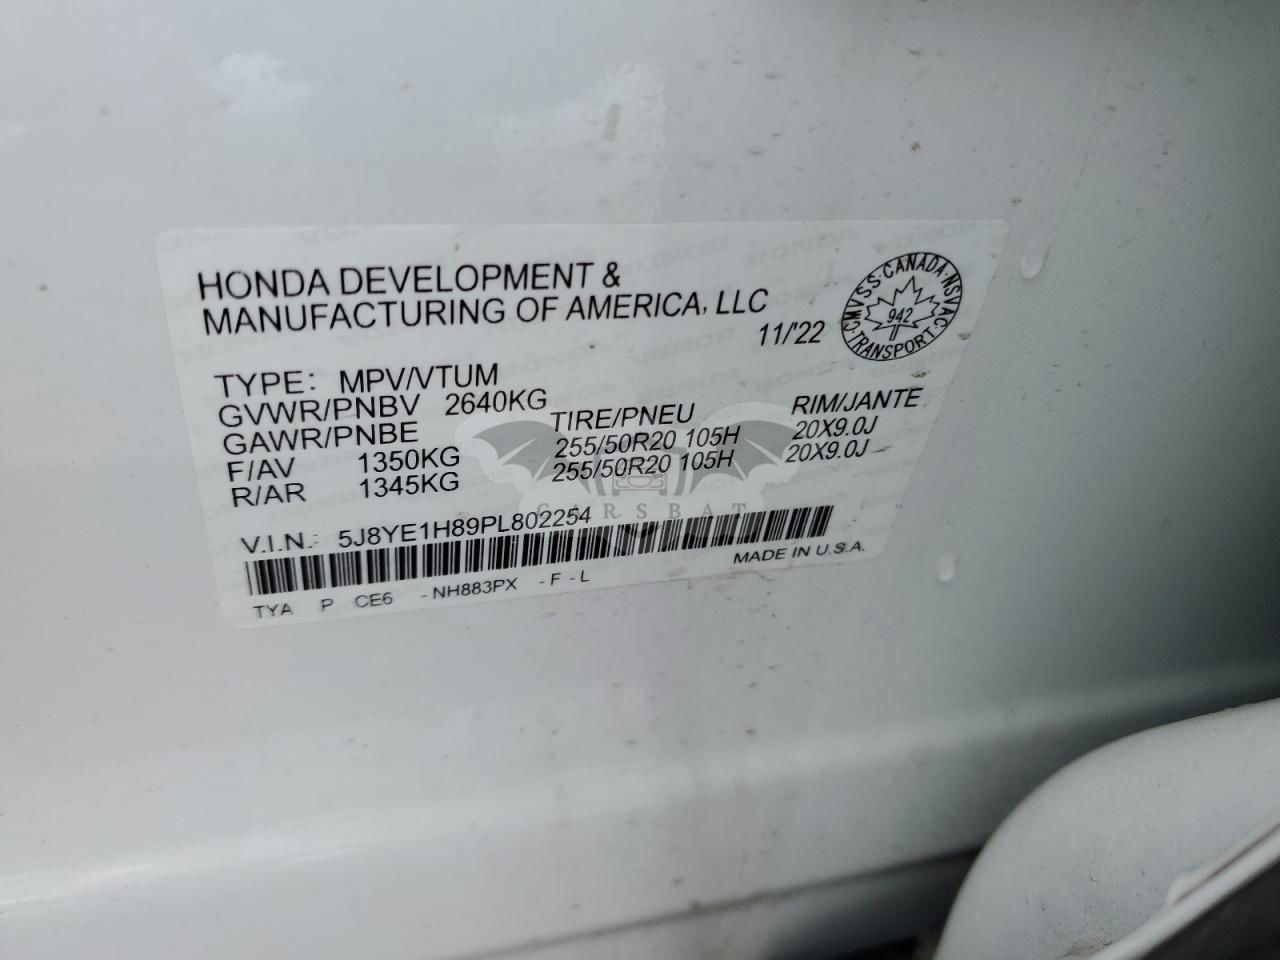 HONDA DEVELOPMENT &
MANUFACTURING OF AMERICA, LLC
11/'22
CMVSS·CANADA·NSVAC·TRANSPORT·
942
TYPE: MPV/VTUM
GVWR/PNBV 2640KG
GAWR/PNBE TIRE/PNEU RIM/JANTE
F/AV 1350KG 255/50R20 105H 20X9.0J
R/AR 1345KG 255/50R20 105H 20X9.0J
CARSBAT
V.I.N.: 5J8YE1H89PL802254
MADE IN U.S.A.
TYA P CE6 -NH883PX -F-L